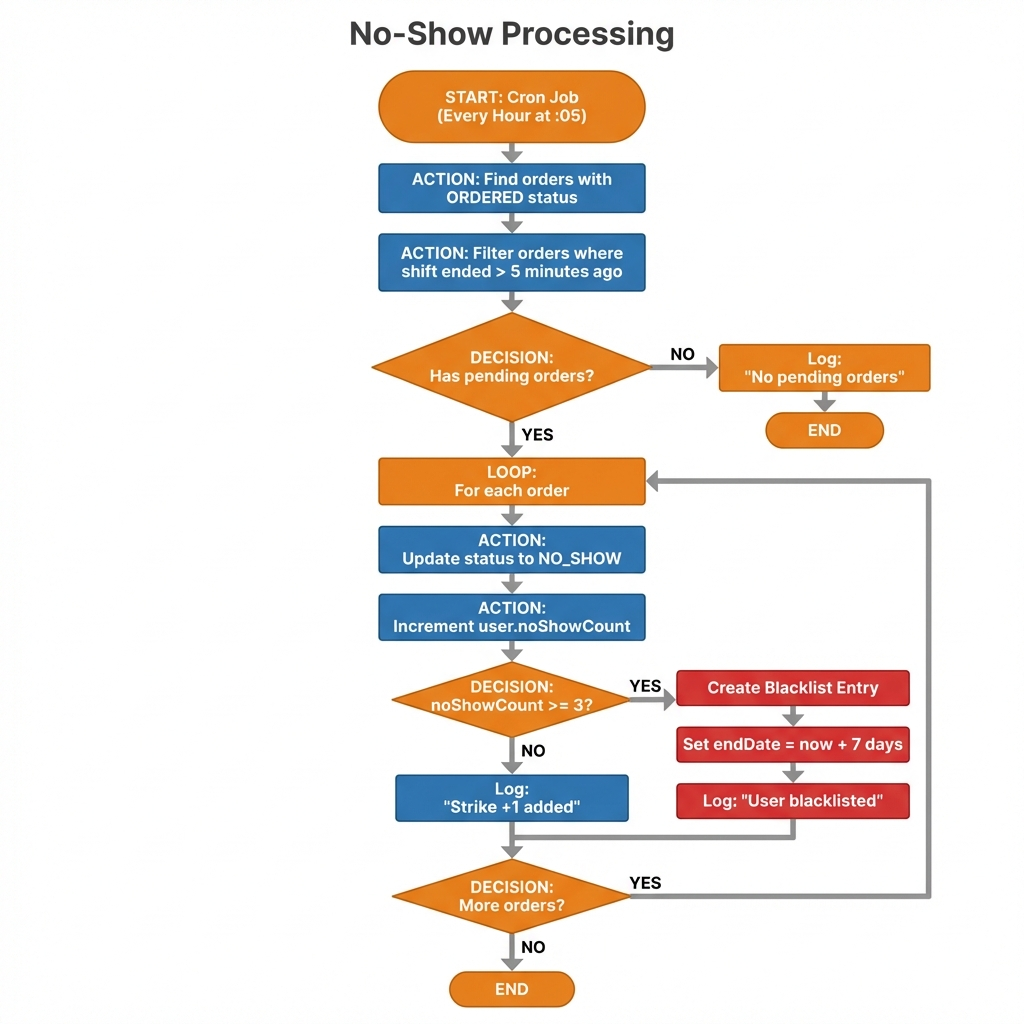 No-Show Processing
START: Cron Job
(Every Hour at :05)
ACTION: Find orders with
ORDERED status
ACTION: Filter orders where
shift ended > 5 minutes ago
DECISION:
Has pending orders?
NO
Log:
"No pending orders"
END
YES
LOOP:
For each order
ACTION:
Update status to NO_SHOW
ACTION:
Increment user.noShowCount
DECISION:
noShowCount >= 3?
YES
Create Blacklist Entry
Set endDate = now + 7 days
Log: "User blacklisted"
NO
Log:
"Strike +1 added"
DECISION:
More orders?
YES
NO
END